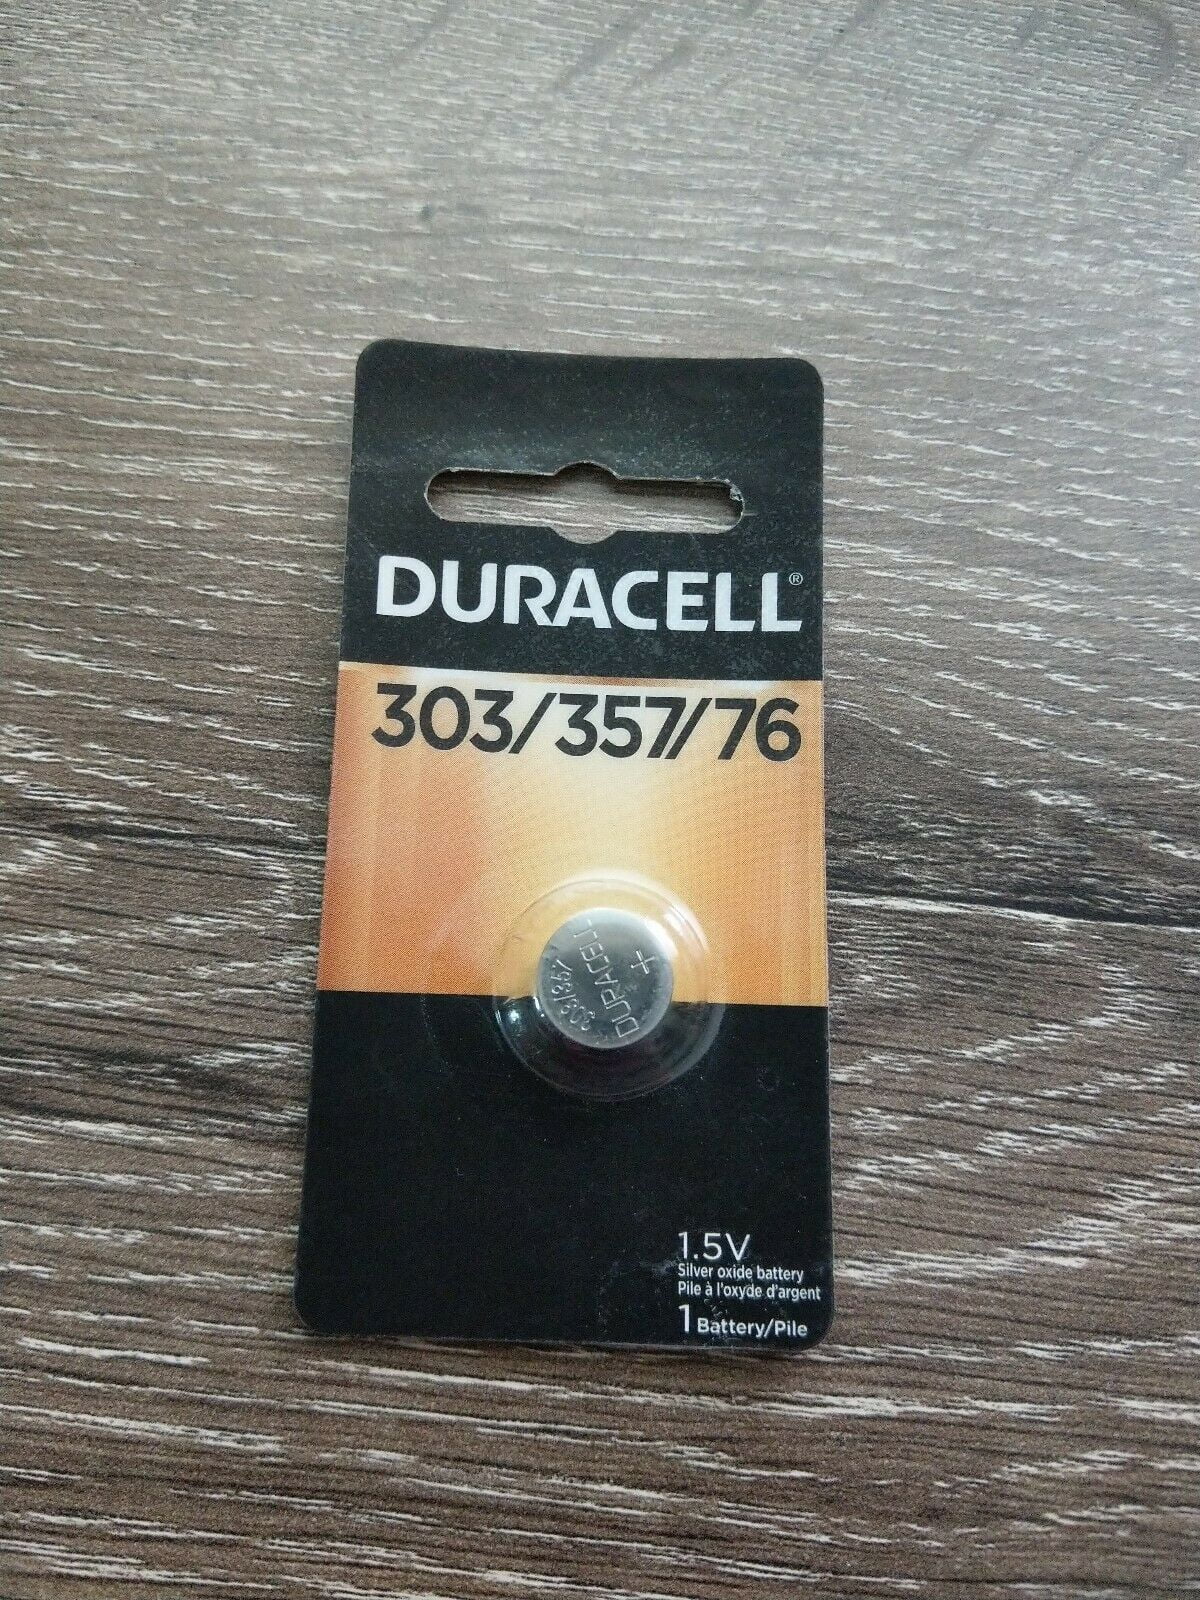 DURACELL®
303/357/76
+
DURACELL
303/357
1.5V
Silver oxide battery
Pile à l'oxyde d'argent
1 Battery/Pile